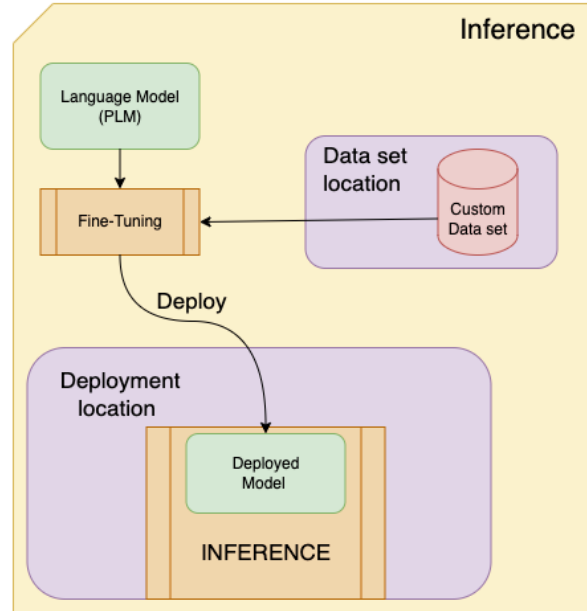 Inference
Language Model
(PLM)
Data set
location
Custom
Data set
Fine-Tuning
Deploy
Deployment
location
Deployed
Model
INFERENCE